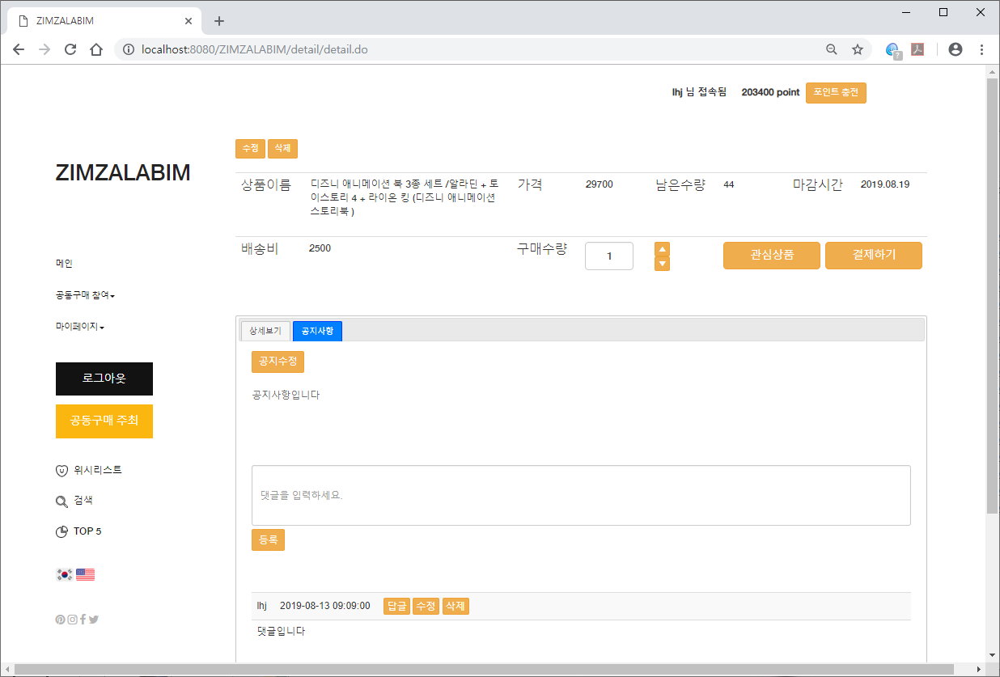 ZIMZALABIM
localhost:8080/ZIMZALABIM/detail/detail.do
lhj 님 접속됨 203400 point 포인트 충전
수정 삭제
ZIMZALABIM
상품이름 디즈니 애니메이션 북 3종 세트 /알라딘 + 토
이스토리 4 + 라이온 킹 (디즈니 애니메이션
스토리북 )
가격 29700 남은수량 44 마감시간 2019.08.19
배송비 2500 구매수량 1 관심상품 결제하기
메인
공동구매 참여
마이페이지
로그아웃
공동구매 주최
위시리스트
검색
TOP 5
상세보기 공지사항
공지수정
공지사항입니다
댓글을 입력하세요.
등록
lhj 2019-08-13 09:09:00 답글 수정 삭제
댓글입니다